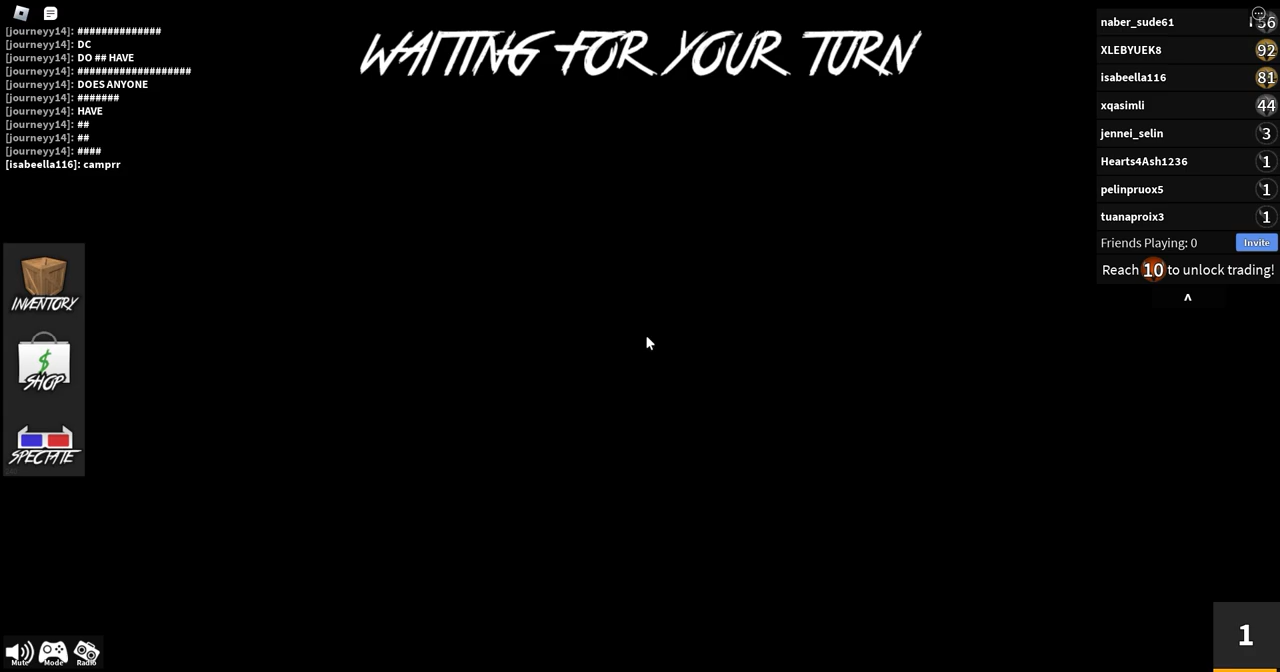 [journeyy14]: ##############
[journeyy14]: DC
[journeyy14]: DO ## HAVE
[journeyy14]: ###################
[journeyy14]: DOES ANYONE
[journeyy14]: #######
[journeyy14]: HAVE
[journeyy14]: ##
[journeyy14]: ##
[journeyy14]: ####
[isabeella116]: camprr
WAITING FOR YOUR TURN
naber_sude61
XLEBYUEK8 92
isabeella116 81
xqasimli 44
jennei_selin 3
Hearts4Ash1236 1
pelinpruox5 1
tuanaproix3 1
Friends Playing: 0 Invite
Reach 10 to unlock trading!
^
INVENTORY
$
SHOP
SPECTATE
Mute Mode Radio
1